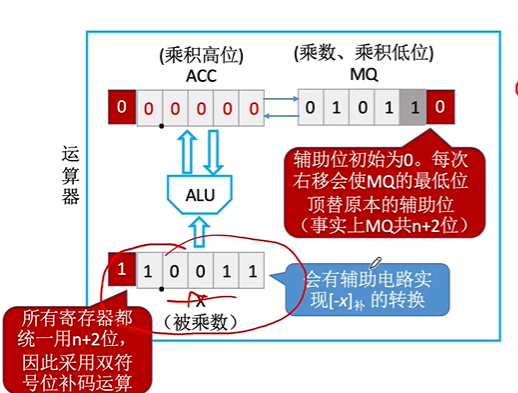 (乘积高位)
ACC
(乘数、乘积低位)
MQ
0 0 0 0 0 0
0 1 0 1 1 1 0
运算器
ALU
辅助位初始为0。每次
右移会使MQ的最低位
顶替原本的辅助位
（事实上MQ共n+2位）
1 1 0 0 1 1
X
（被乘数）
会有辅助电路实
现[-x]补 的转换
所有寄存器都
统一用n+2位，
因此采用双符
号位补码运算